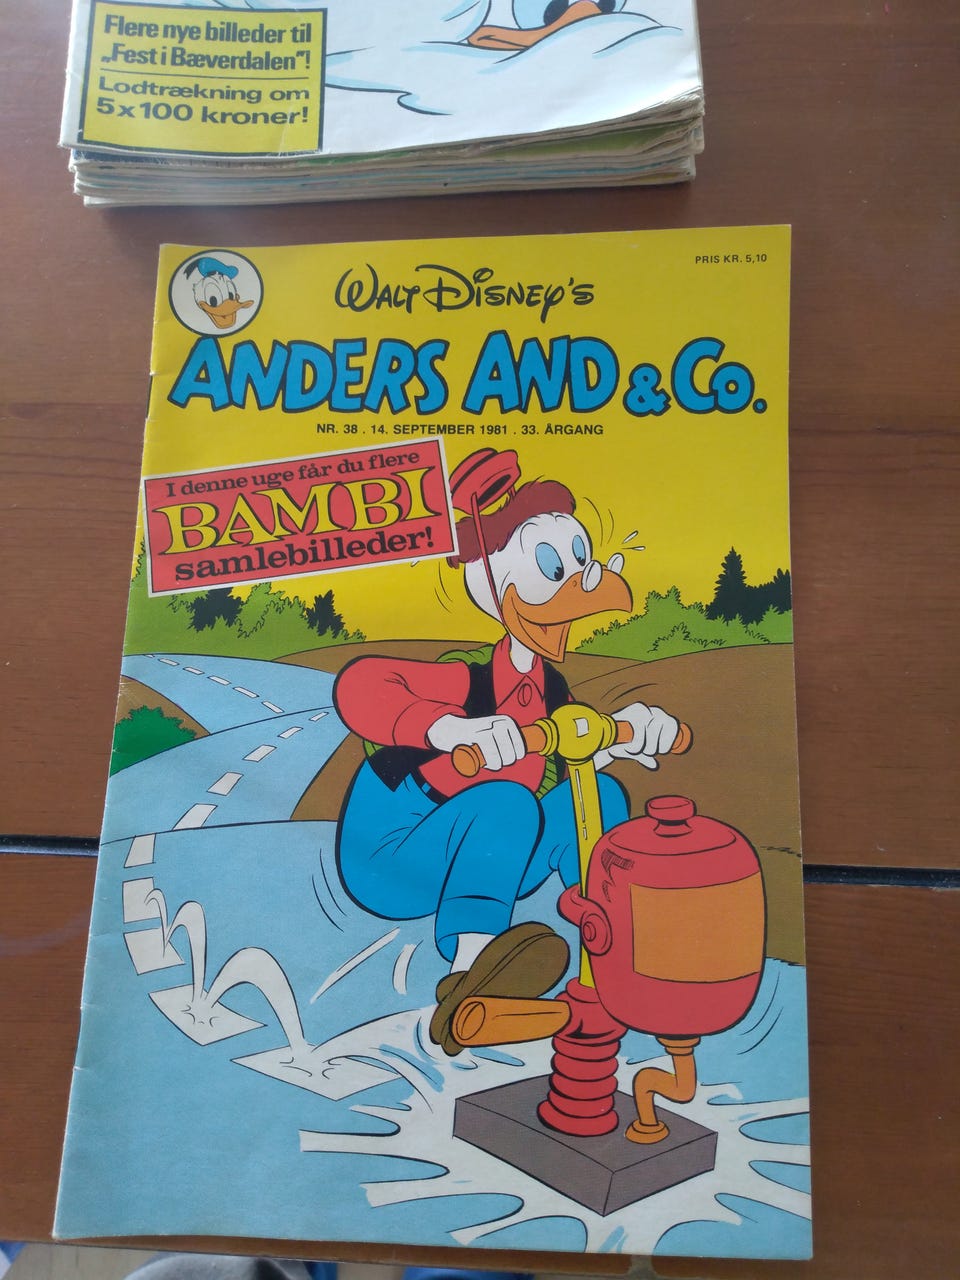 Flere nye billeder til
„Fest i Bæverdalen”!
Lodtrækning om
5 x 100 kroner!
PRIS KR. 5,10
WALT DISNEY'S
ANDERS AND & Co.
NR. 38 . 14. SEPTEMBER 1981 . 33. ÅRGANG
I denne uge får du flere
BAMBI
samlebilleder!